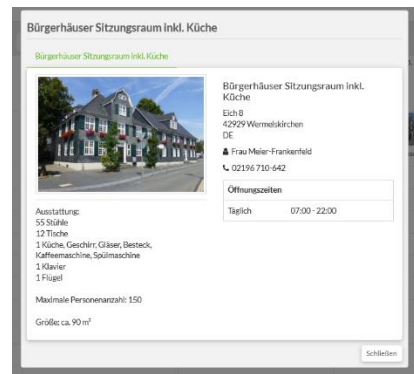 Bürgerhäuser Sitzungsraum inkl. Küche
Bürgerhäuser Sitzungsraum inkl. Küche
Bürgerhäuser Sitzungsraum inkl.
Küche
Eich 8
42929 Wermelskirchen
DE
Frau Meier-Frankenfeld
02196 710-642
Öffnungszeiten
Täglich 07:00 - 22:00
Ausstattung:
55 Stühle
12 Tische
1 Küche, Geschirr, Gläser, Besteck,
Kaffeemaschine, Spülmaschine
1 Klavier
1 Flügel
Maximale Personenanzahl: 150
Größe: ca. 90 m²
Schließen